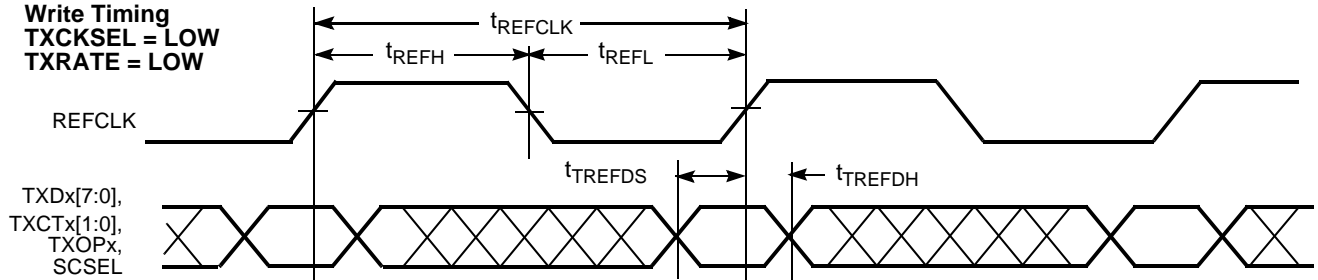 Write Timing
TXCKSEL = LOW
TXRATE = LOW
tREFCLK
tREFH
tREFL
REFCLK
tTREFDS
tTREFDH
TXDx[7:0],
TXCTx[1:0],
TXOPx,
SCSEL